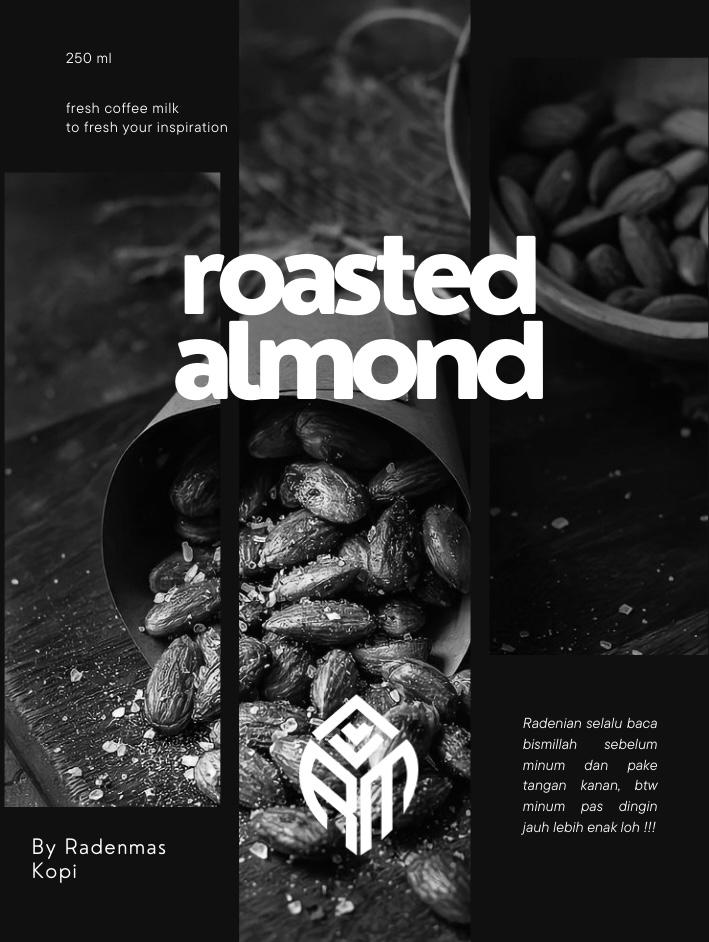 250 ml
fresh coffee milk
to fresh your inspiration
roasted
almond
RM
Radenian selalu baca
bismillah sebelum
minum dan pake
tangan kanan, btw
minum pas dingin
jauh lebih enak loh !!!
By Radenmas
Kopi